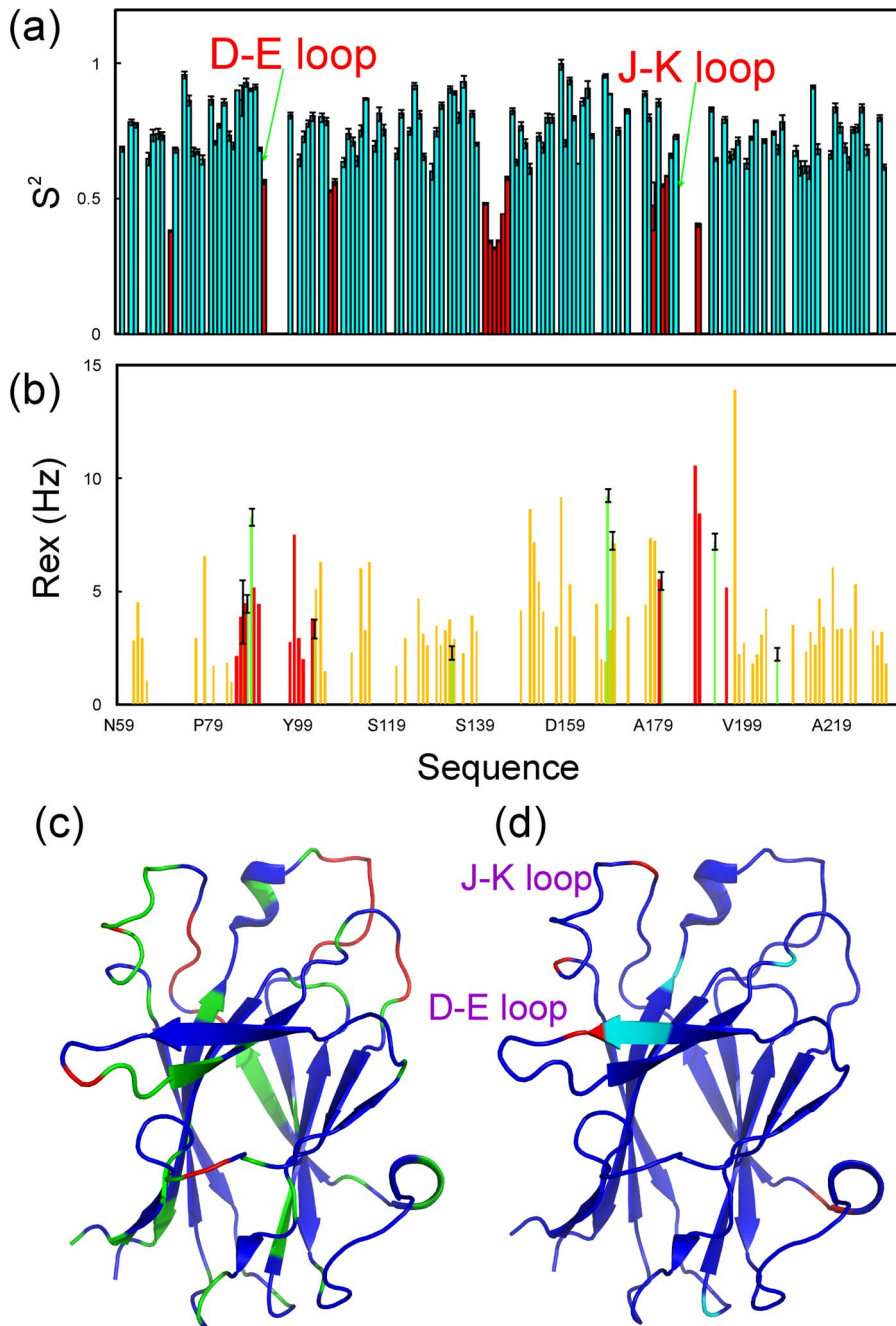 (a)
D-E loop
J-K loop
1
0.5
0
S²
(b)
15
10
5
0
Rex (Hz)
N59 P79 Y99 S119 S139 D159 A179 V199 A219
Sequence
(c) (d)
J-K loop
D-E loop